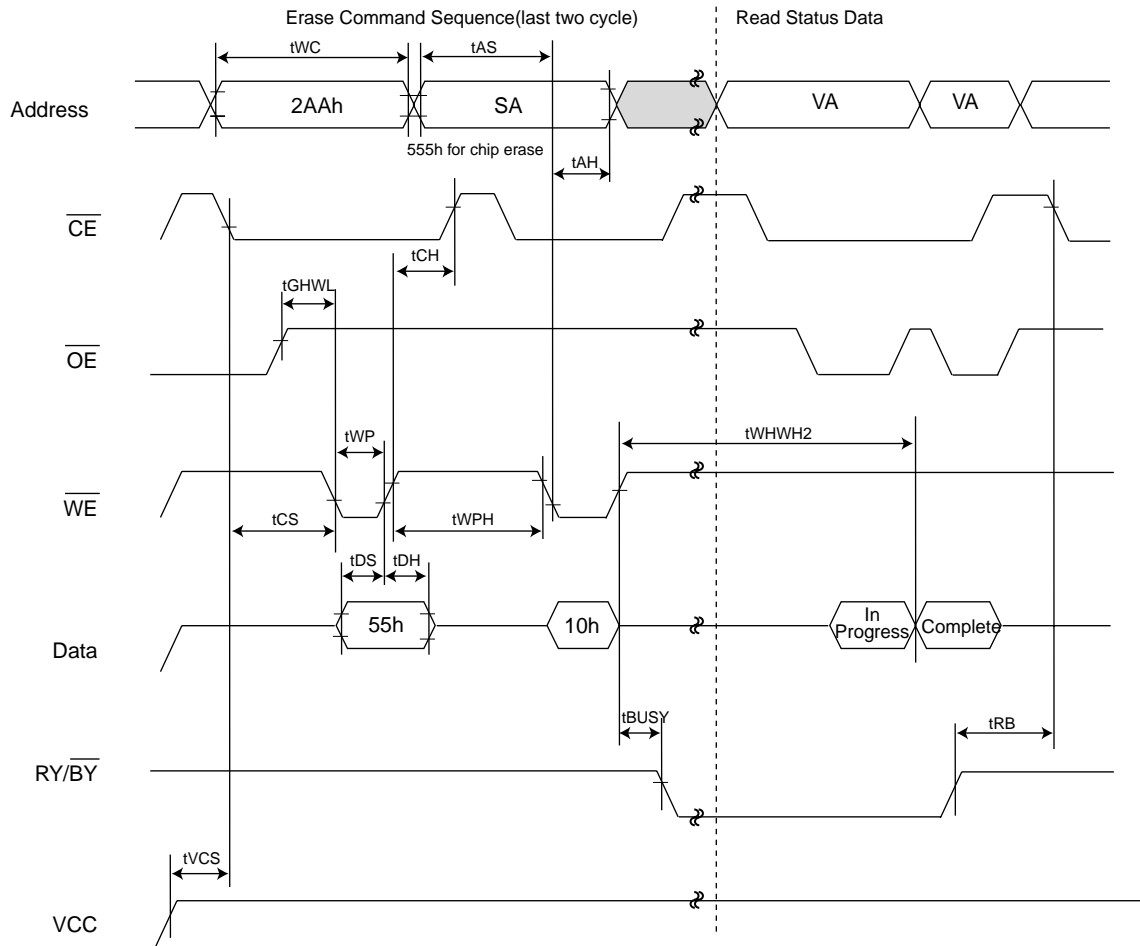 Erase Command Sequence(last two cycle)
Read Status Data
tWC
tAS
Address
2AAh
SA
VA
VA
555h for chip erase
tAH
CE
tCH
tGHWL
OE
tWP
tWHWH2
WE
tCS
tWPH
tDS
tDH
55h
10h
In
Progress
Complete
Data
tBUSY
tRB
RY/BY
tVCS
VCC